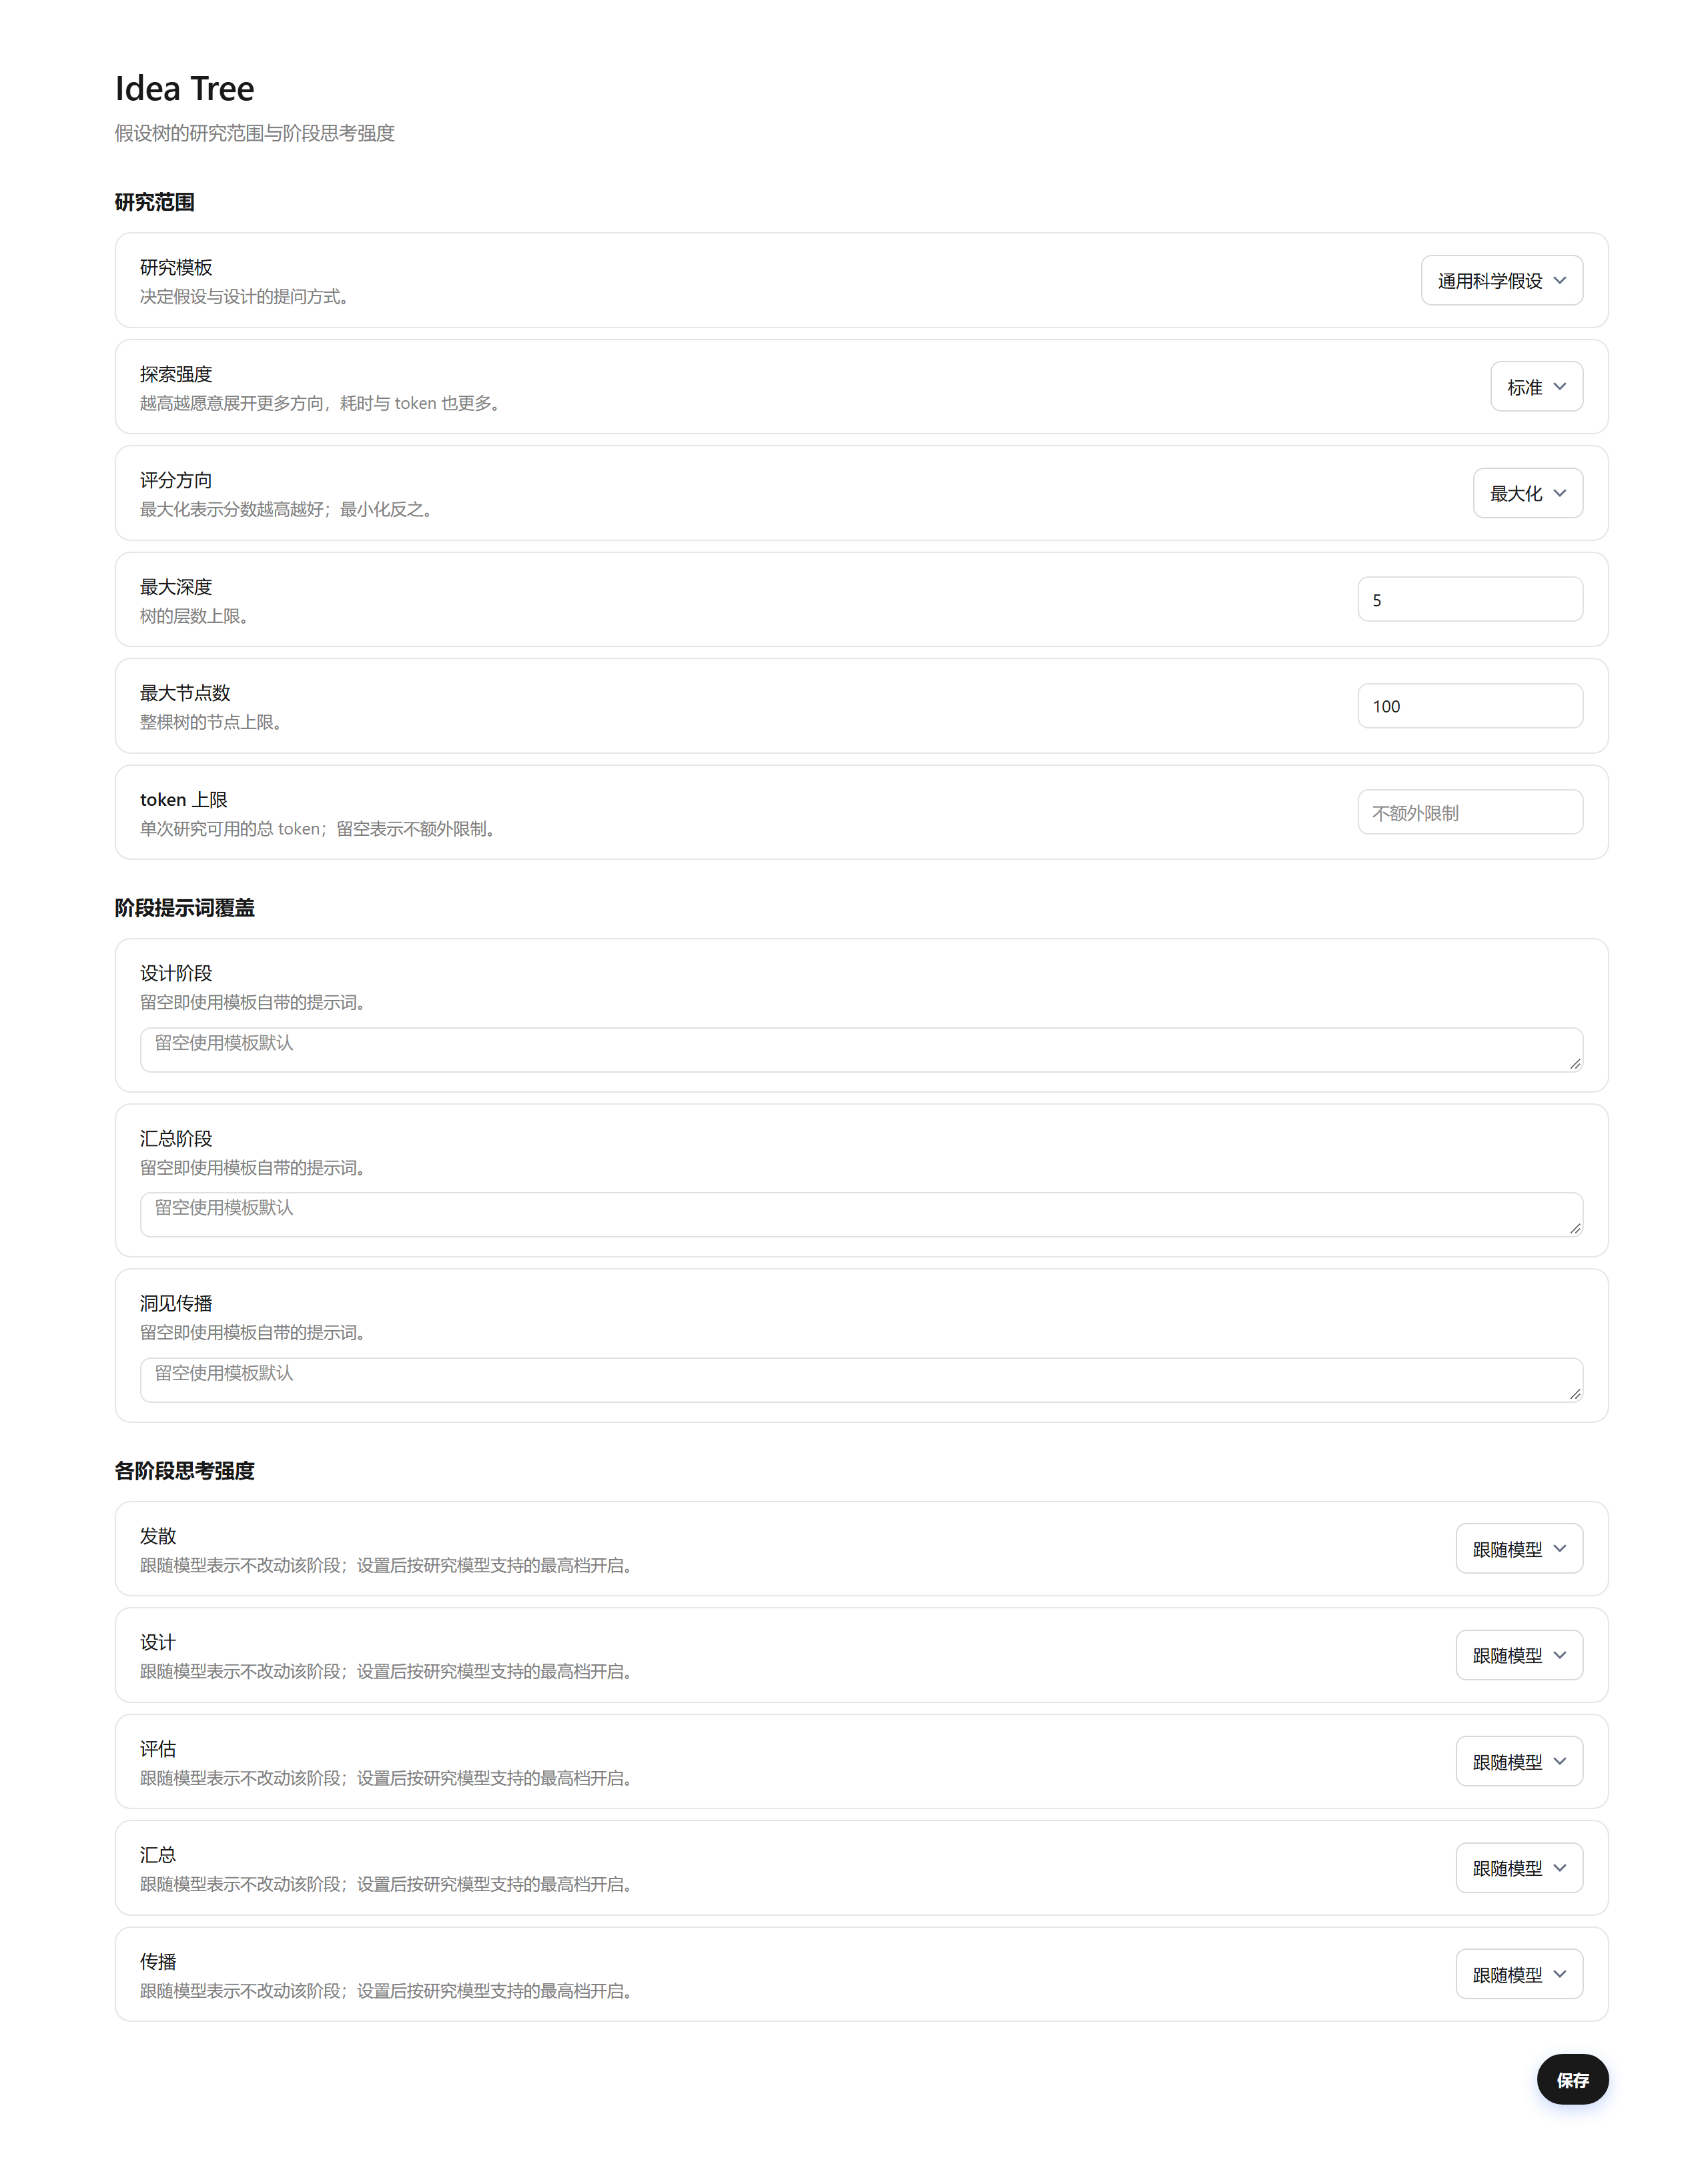 Idea Tree
假设树的研究范围与阶段思考强度
研究范围
研究模板
决定假设与设计的提问方式。
通用科学假设
探索强度
越高越愿意展开更多方向，耗时与 token 也更多。
标准
评分方向
最大化表示分数越高越好；最小化反之。
最大化
最大深度
树的层数上限。
5
最大节点数
整棵树的节点上限。
100
token 上限
单次研究可用的总 token；留空表示不额外限制。
不额外限制
阶段提示词覆盖
设计阶段
留空即使用模板自带的提示词。
留空使用模板默认
汇总阶段
留空即使用模板自带的提示词。
留空使用模板默认
洞见传播
留空即使用模板自带的提示词。
留空使用模板默认
各阶段思考强度
发散
跟随模型表示不改动该阶段；设置后按研究模型支持的最高档开启。
跟随模型
设计
跟随模型表示不改动该阶段；设置后按研究模型支持的最高档开启。
跟随模型
评估
跟随模型表示不改动该阶段；设置后按研究模型支持的最高档开启。
跟随模型
汇总
跟随模型表示不改动该阶段；设置后按研究模型支持的最高档开启。
跟随模型
传播
跟随模型表示不改动该阶段；设置后按研究模型支持的最高档开启。
跟随模型
保存